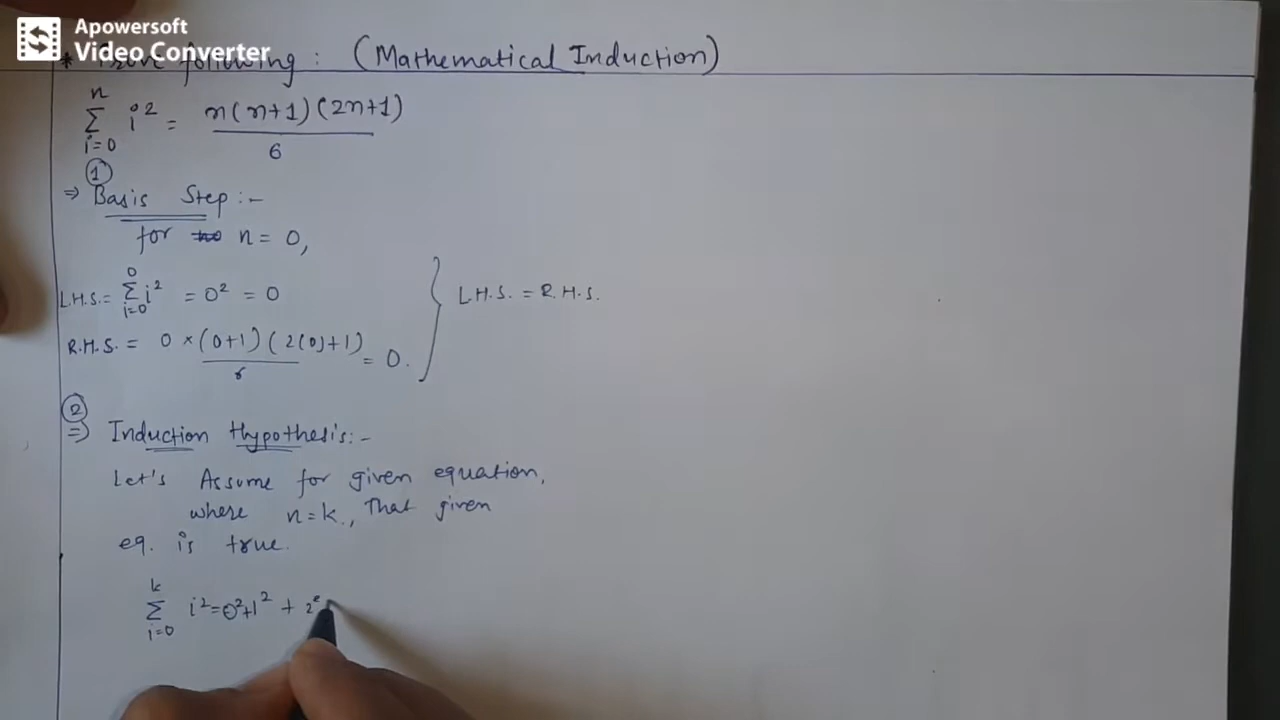 Apowersoft
Video Converter
* Prove following : (Mathematical Induction)
n
Σ i² = n(n+1)(2n+1)
i=0 6
①
⇒ Basis Step :-
for n = 0,
0
L.H.S. = Σ i² = 0² = 0
i=0
L.H.S. = R.H.S.
R.H.S. = 0 × (0+1) (2(0)+1) = 0.
6
②
⇒ Induction Hypothesis :-
Let's Assume for given equation,
where n=k, That given
eq. is true.
k
Σ i² = 0²+1² + 2²
i=0